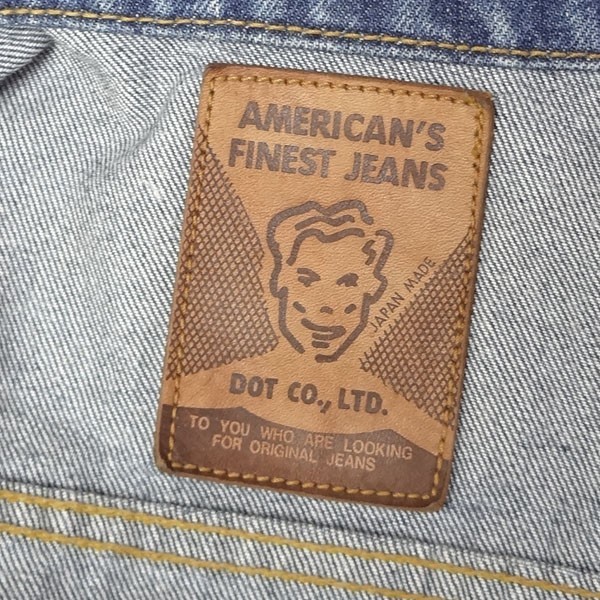 AMERICAN'S
FINEST JEANS
JAPAN MADE
DOT CO., LTD.
TO YOU WHO ARE LOOKING
FOR ORIGINAL JEANS